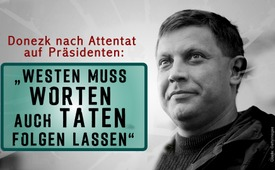 Donezk nach Attentat
auf Präsidenten:
„WESTEN MUSS
WORTEN
AUCH TATEN
FOLGEN LASSEN“